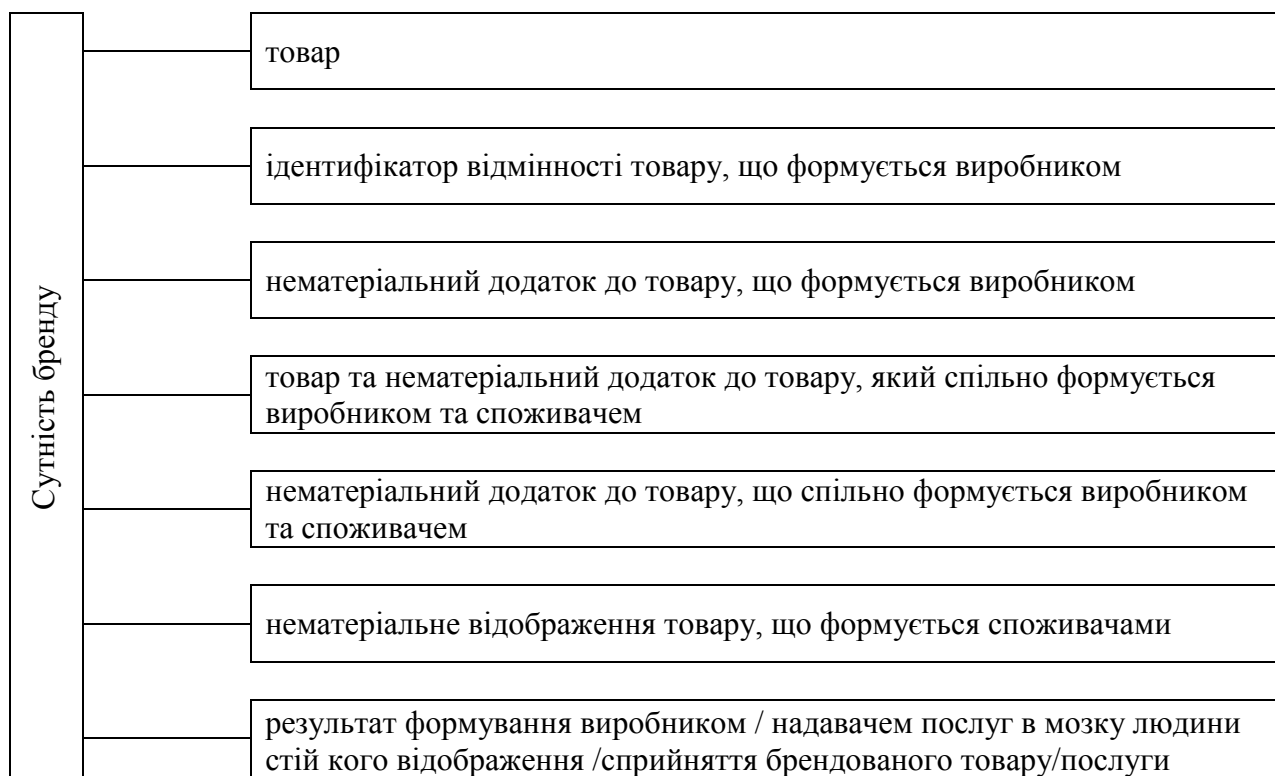 Сутність бренду
товар
ідентифікатор відмінності товару, що формується виробником
нематеріальний додаток до товару, що формується виробником
товар та нематеріальний додаток до товару, який спільно формується
виробником та споживачем
нематеріальний додаток до товару, що спільно формується виробником
та споживачем
нематеріальне відображення товару, що формується споживачами
результат формування виробником / надавачем послуг в мозку людини
стій кого відображення /сприйняття брендованого товару/послуги